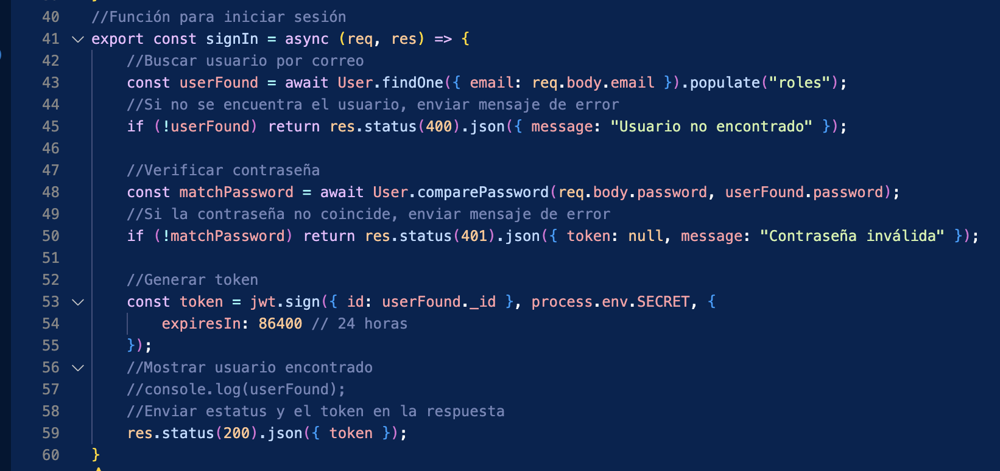 40 //Función para iniciar sesión
41 export const signIn = async (req, res) => {
42     //Buscar usuario por correo
43     const userFound = await User.findOne({ email: req.body.email }).populate("roles");
44     //Si no se encuentra el usuario, enviar mensaje de error
45     if (!userFound) return res.status(400).json({ message: "Usuario no encontrado" });
46
47     //Verificar contraseña
48     const matchPassword = await User.comparePassword(req.body.password, userFound.password);
49     //Si la contraseña no coincide, enviar mensaje de error
50     if (!matchPassword) return res.status(401).json({ token: null, message: "Contraseña inválida" });
51
52     //Generar token
53     const token = jwt.sign({ id: userFound._id }, process.env.SECRET, {
54         expiresIn: 86400 // 24 horas
55     });
56     //Mostrar usuario encontrado
57     //console.log(userFound);
58     //Enviar estatus y el token en la respuesta
59     res.status(200).json({ token });
60 }